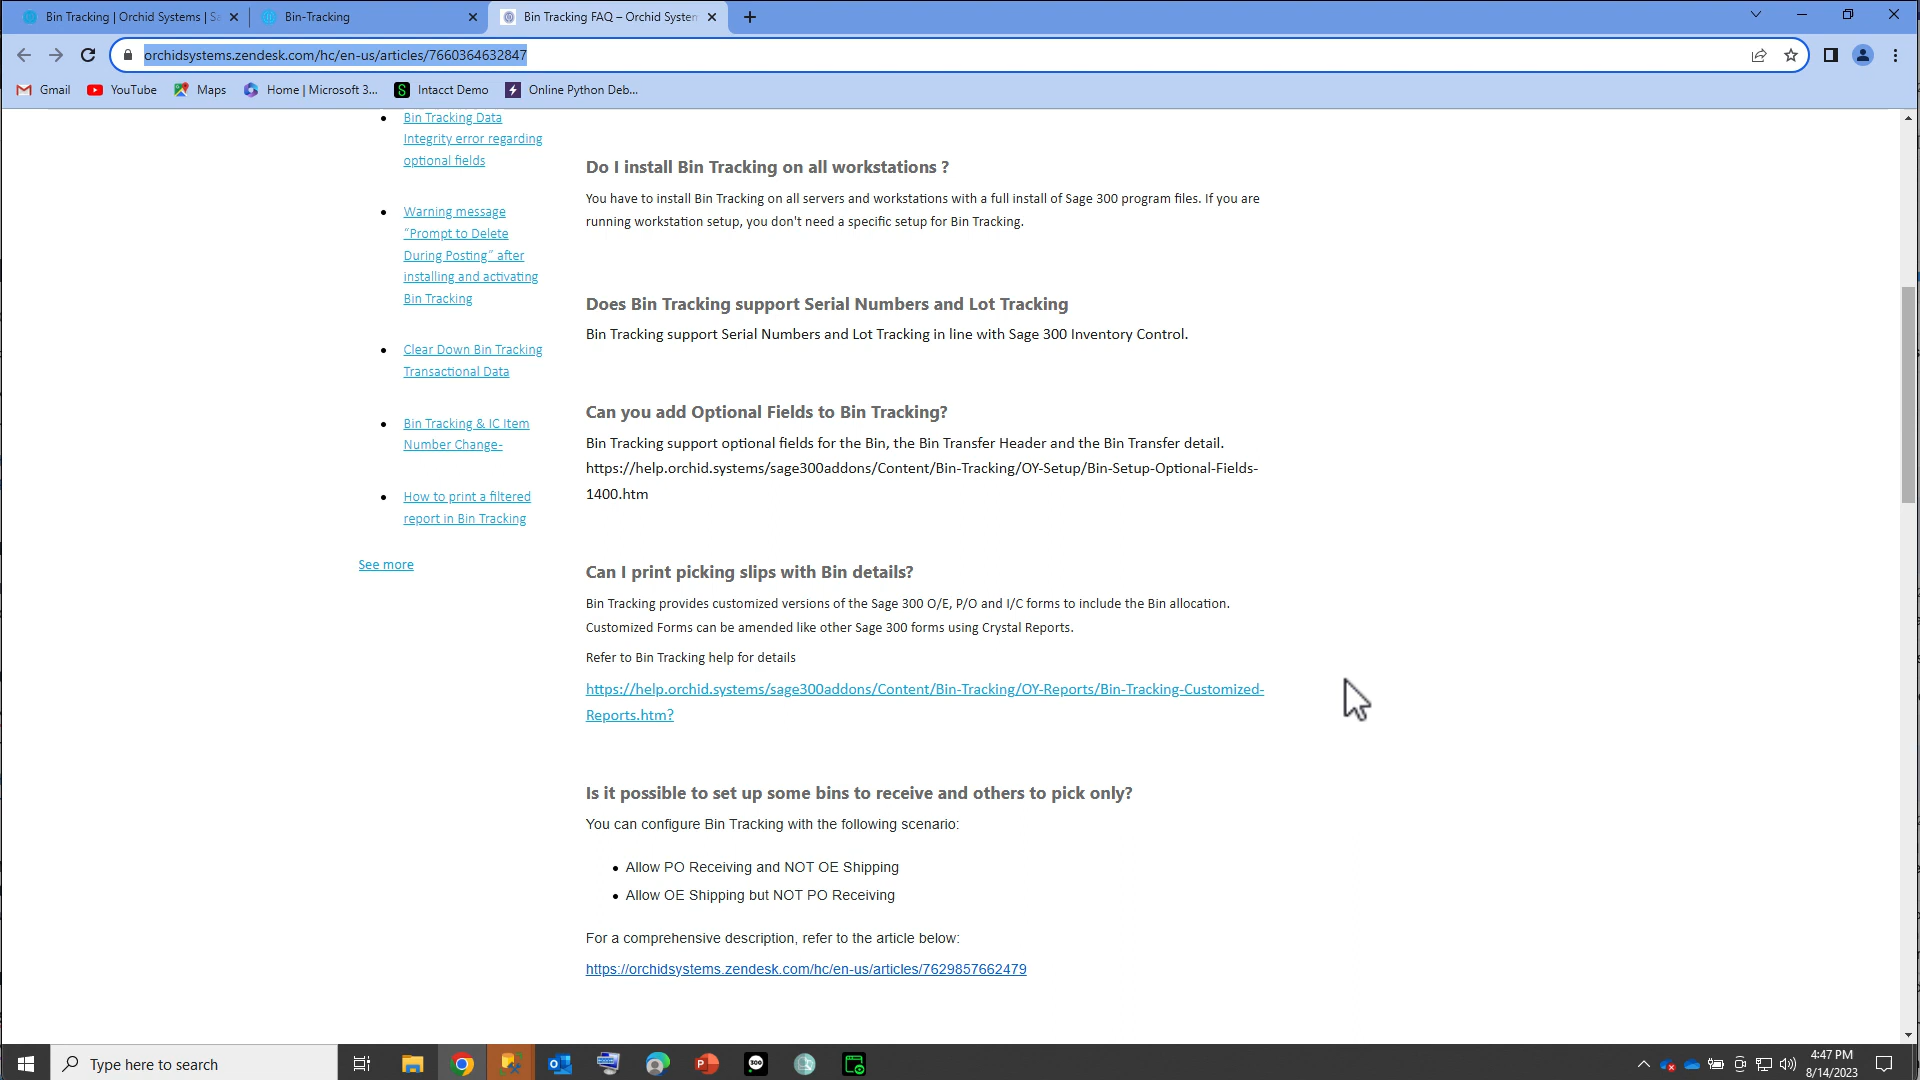 Bin Tracking | Orchid Systems | Sa
Bin-Tracking
Bin Tracking FAQ – Orchid System
orchidsystems.zendesk.com/hc/en-us/articles/7660364632847
Gmail
YouTube
Maps
Home | Microsoft 3...
Intacct Demo
Online Python Deb...
Bin Tracking Data
Integrity error regarding
optional fields
Warning message
“Prompt to Delete
During Posting” after
installing and activating
Bin Tracking
Clear Down Bin Tracking
Transactional Data
Bin Tracking & IC Item
Number Change-
How to print a filtered
report in Bin Tracking
See more
Do I install Bin Tracking on all workstations ?
You have to install Bin Tracking on all servers and workstations with a full install of Sage 300 program files. If you are
running workstation setup, you don't need a specific setup for Bin Tracking.
Does Bin Tracking support Serial Numbers and Lot Tracking
Bin Tracking support Serial Numbers and Lot Tracking in line with Sage 300 Inventory Control.
Can you add Optional Fields to Bin Tracking?
Bin Tracking support optional fields for the Bin, the Bin Transfer Header and the Bin Transfer detail.
https://help.orchid.systems/sage300addons/Content/Bin-Tracking/OY-Setup/Bin-Setup-Optional-Fields-
1400.htm
Can I print picking slips with Bin details?
Bin Tracking provides customized versions of the Sage 300 O/E, P/O and I/C forms to include the Bin allocation.
Customized Forms can be amended like other Sage 300 forms using Crystal Reports.
Refer to Bin Tracking help for details
https://help.orchid.systems/sage300addons/Content/Bin-Tracking/OY-Reports/Bin-Tracking-Customized-
Reports.htm?
Is it possible to set up some bins to receive and others to pick only?
You can configure Bin Tracking with the following scenario:
Allow PO Receiving and NOT OE Shipping
Allow OE Shipping but NOT PO Receiving
For a comprehensive description, refer to the article below:
https://orchidsystems.zendesk.com/hc/en-us/articles/7629857662479
Type here to search
4:47 PM
8/14/2023